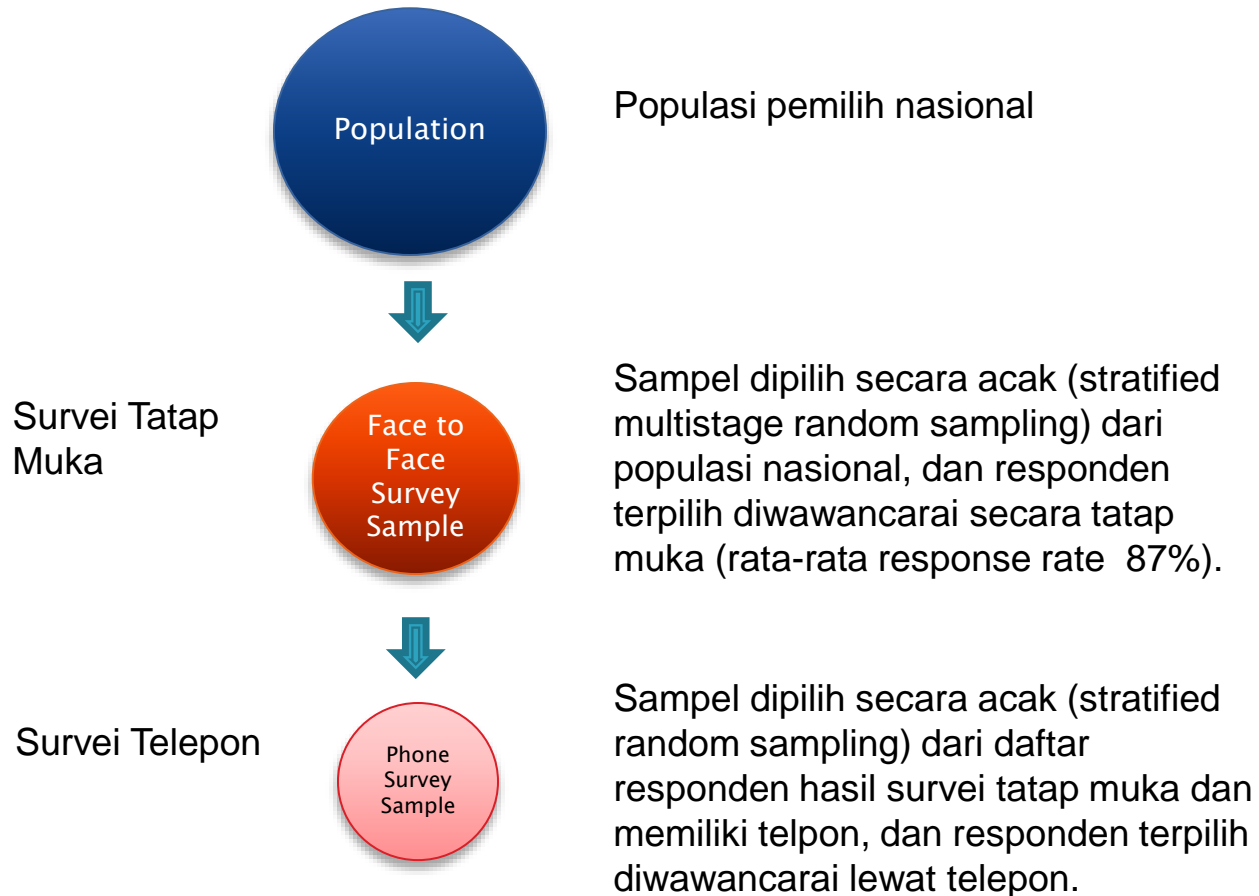 Population
Populasi pemilih nasional
Survei Tatap
Muka
Face to
Face
Survey
Sample
Sampel dipilih secara acak (stratified
multistage random sampling) dari
populasi nasional, dan responden
terpilih diwawancarai secara tatap
muka (rata-rata response rate 87%).
Survei Telepon
Phone
Survey
Sample
Sampel dipilih secara acak (stratified
random sampling) dari daftar
responden hasil survei tatap muka dan
memiliki telpon, dan responden terpilih
diwawancarai lewat telepon.